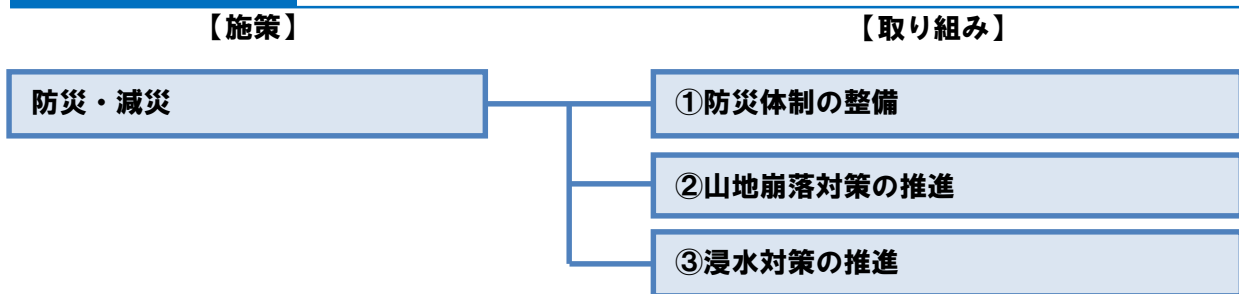 【施策】
【取り組み】
防災・減災
①防災体制の整備
②山地崩落対策の推進
③浸水対策の推進